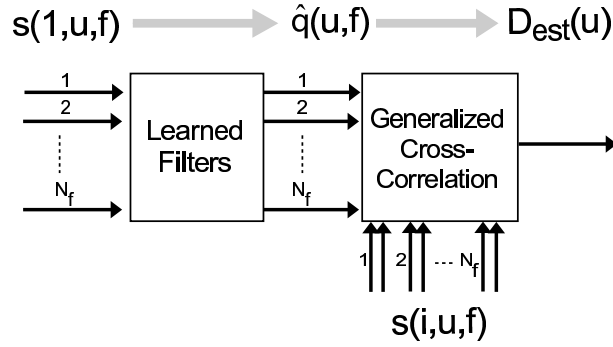 s(1,u,f) q̂(u,f) D_est(u)
1
2
N_f
Learned
Filters
1
2
N_f
Generalized
Cross-
Correlation
1 2 ... N_f
s(i,u,f)